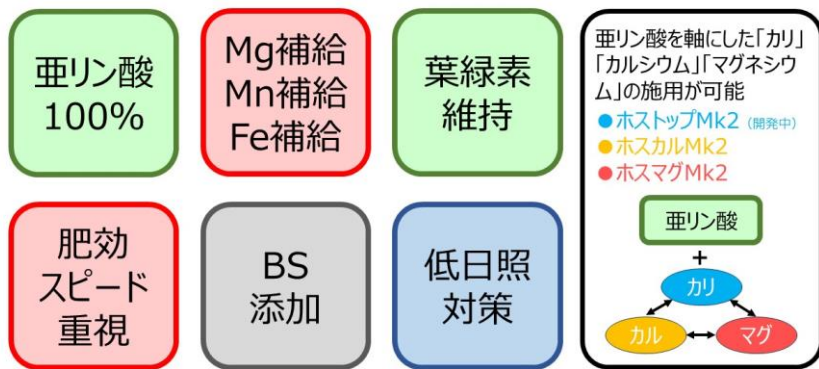 亜リン酸
100%
Mg補給
Mn補給
Fe補給
葉緑素
維持
肥効
スピード
重視
BS
添加
低日照
対策
亜リン酸を軸にした「カリ」
「カルシウム」「マグネシウ
ム」の施用が可能
●ホストップMk2（開発中）
●ホスカルMk2
●ホスマグMk2
亜リン酸
+
カリ
カル
マグ